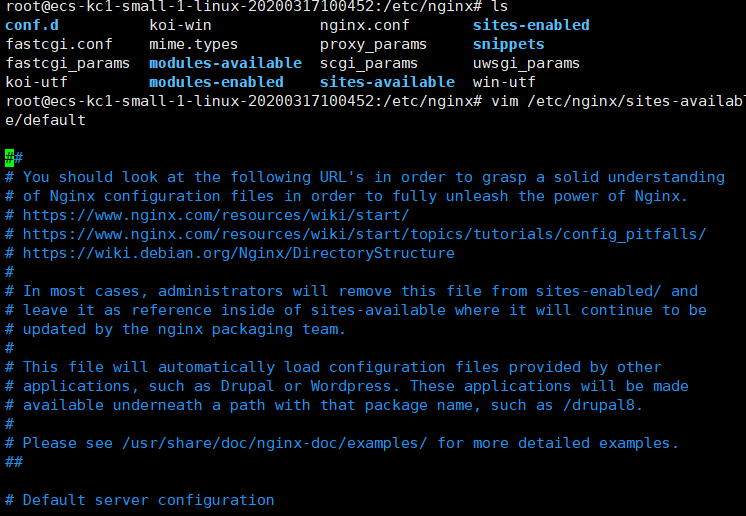 root@ecs-kc1-small-1-linux-20200317100452:/etc/nginx# ls
conf.d koi-win nginx.conf sites-enabled
fastcgi.conf mime.types proxy_params snippets
fastcgi_params modules-available scgi_params uwsgi_params
koi-utf modules-enabled sites-available win-utf
root@ecs-kc1-small-1-linux-20200317100452:/etc/nginx# vim /etc/nginx/sites-availabl
e/default
##
# You should look at the following URL's in order to grasp a solid understanding
# of Nginx configuration files in order to fully unleash the power of Nginx.
# https://www.nginx.com/resources/wiki/start/
# https://www.nginx.com/resources/wiki/start/topics/tutorials/config_pitfalls/
# https://wiki.debian.org/Nginx/DirectoryStructure
#
# In most cases, administrators will remove this file from sites-enabled/ and
# leave it as reference inside of sites-available where it will continue to be
# updated by the nginx packaging team.
#
# This file will automatically load configuration files provided by other
# applications, such as Drupal or Wordpress. These applications will be made
# available underneath a path with that package name, such as /drupal8.
#
# Please see /usr/share/doc/nginx-doc/examples/ for more detailed examples.
##
# Default server configuration